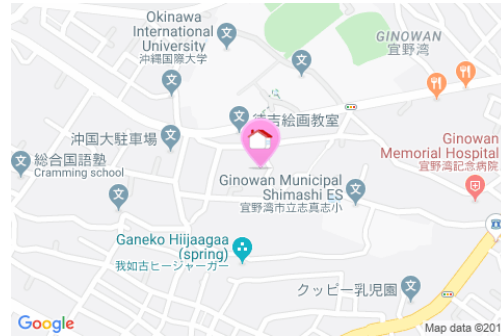 Okinawa
International
University
沖縄国際大学
GINOWAN
宜野湾
徳吉絵画教室
沖国大駐車場
総合国語塾
Cramming school
Ginowan
Memorial Hospital
宜野湾記念病院
Ginowan Municipal
Shimashi ES
宜野湾市立志真志小
Ganeko Hiijaagaa
(spring)
我如古ヒージャーガー
クッピー乳児園
Google
Map data ©201